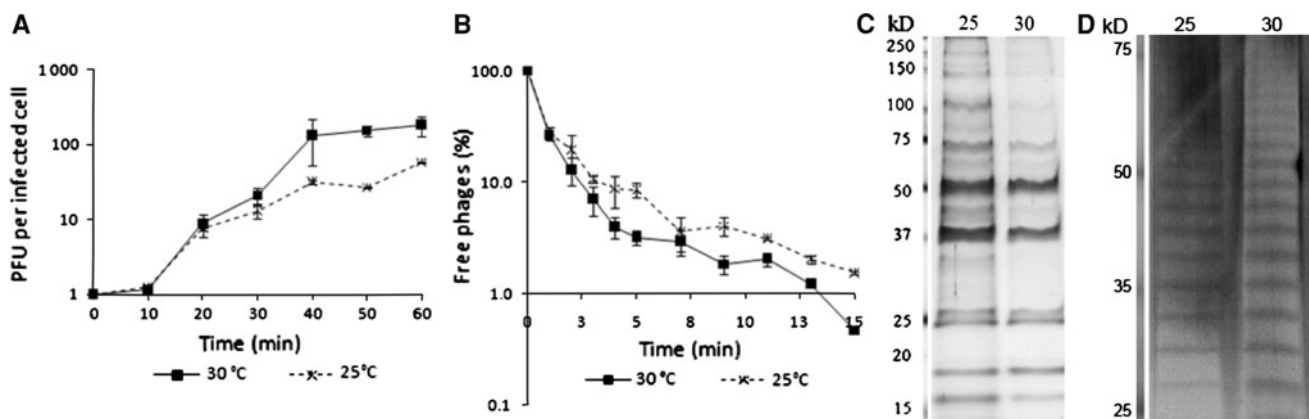 A
PFU per infected cell
1 000
100
10
1
0 10 20 30 40 50 60
Time (min)
30 °C 25°C
B
Free phages (%)
100.0
10.0
1.0
0.1
0 3 5 8 10 13 15
Time (min)
30 °C 25°C
C kD 25 30
250
150
100
75
50
37
25
20
15
D 25 30
kD
75
50
35
25